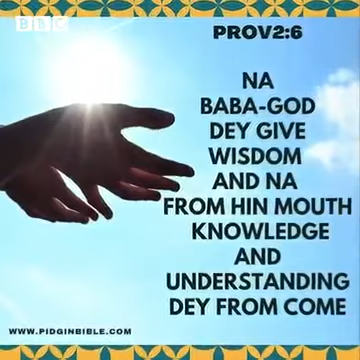 BBC
PROV2:6
NA
BABA-GOD
DEY GIVE
WISDOM
AND NA
FROM HIN MOUTH
KNOWLEDGE
AND
UNDERSTANDING
DEY FROM COME
WWW.PIDGINBIBLE.COM